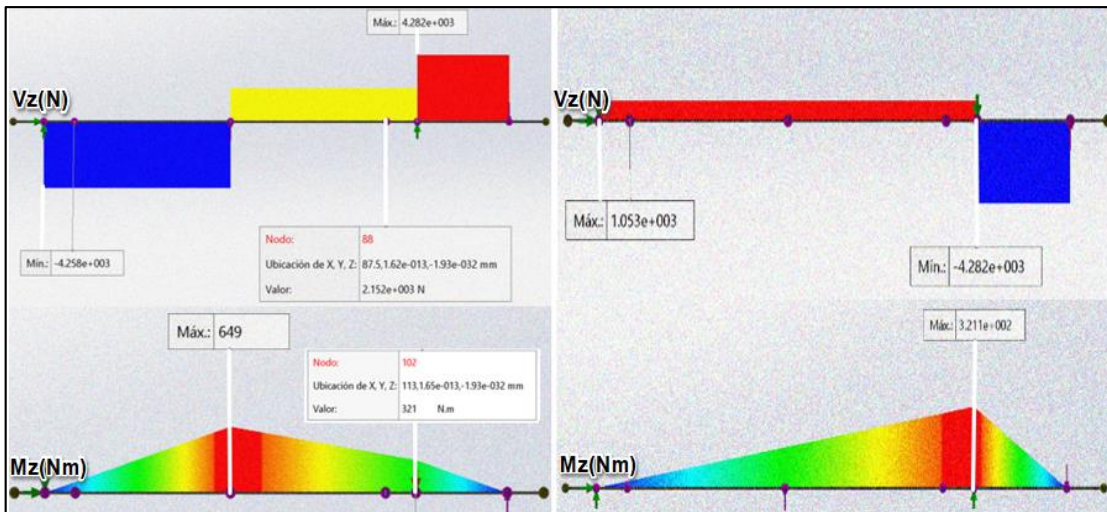 Máx.: 4.282e+003
Vz(N)
Mín.: -4.258e+003
Nodo: 88
Ubicación de X, Y, Z: 87.5,1.62e-013,-1.93e-032 mm
Valor: 2.152e+003 N
Vz(N)
Máx.: 1.053e+003
Mín.: -4.282e+003
Máx.: 649
Nodo: 102
Ubicación de X, Y, Z: 113,1.65e-013,-1.93e-032 mm
Valor: 321 N.m
Mz(Nm)
Máx.: 3.211e+002
Mz(Nm)